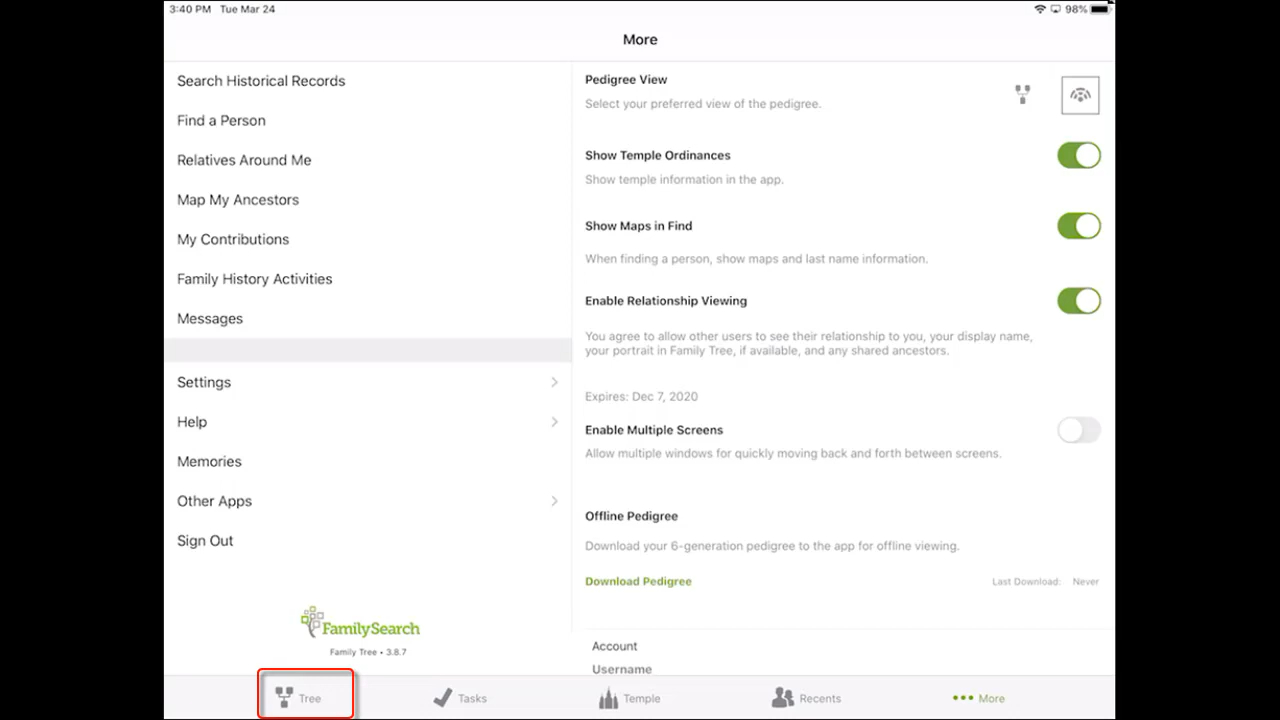 3:40 PM Tue Mar 24
98%
More
Search Historical Records
Find a Person
Relatives Around Me
Map My Ancestors
My Contributions
Family History Activities
Messages
Settings
Help
Memories
Other Apps
Sign Out
FamilySearch
Family Tree • 3.8.7
Pedigree View
Select your preferred view of the pedigree.
Show Temple Ordinances
Show temple information in the app.
Show Maps in Find
When finding a person, show maps and last name information.
Enable Relationship Viewing
You agree to allow other users to see their relationship to you, your display name,
your portrait in Family Tree, if available, and any shared ancestors.
Expires: Dec 7, 2020
Enable Multiple Screens
Allow multiple windows for quickly moving back and forth between screens.
Offline Pedigree
Download your 6-generation pedigree to the app for offline viewing.
Download Pedigree
Last Download: Never
Account
Username
Tree
Tasks
Temple
Recents
More